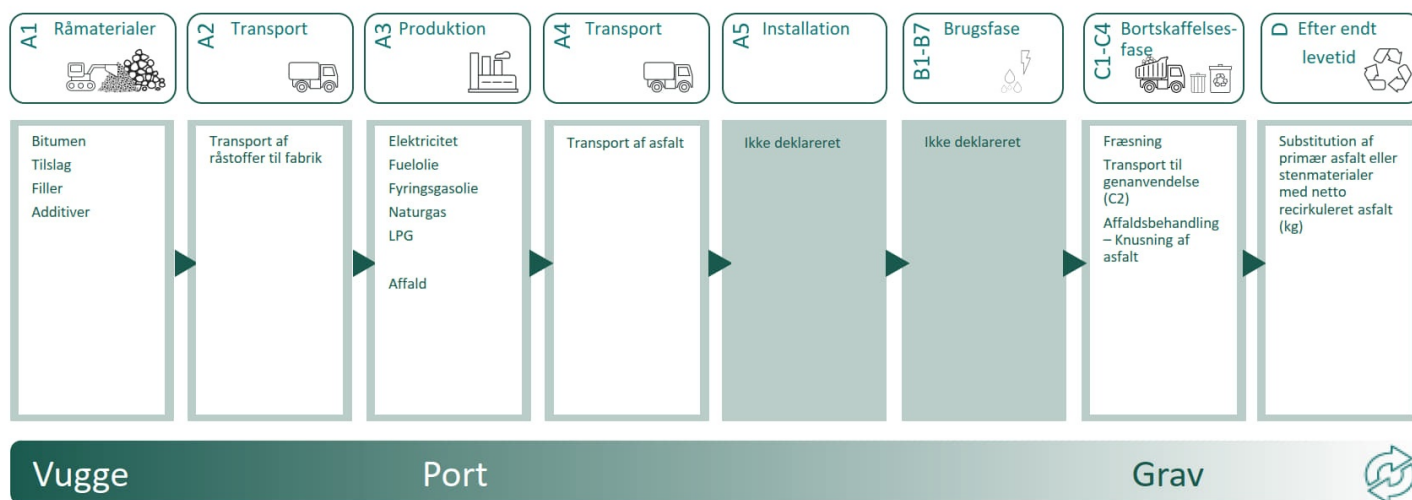 A1 Råmaterialer
A2 Transport
A3 Produktion
A4 Transport
A5 Installation
B1-B7 Brugsfase
C1-C4 Bortskaffelses-
fase
D Efter endt
levetid
Bitumen
Tilslag
Filler
Additiver
Transport af
råstoffer til fabrik
Elektricitet
Fuelolie
Fyringsgasolie
Naturgas
LPG
Affald
Transport af asfalt
Ikke deklareret
Ikke deklareret
Fræsning
Transport til
genanvendelse
(C2)
Affaldsbehandling
– Knusning af
asfalt
Substitution af
primær asfalt eller
stenmaterialer
med netto
recirkuleret asfalt
(kg)
Vugge
Port
Grav